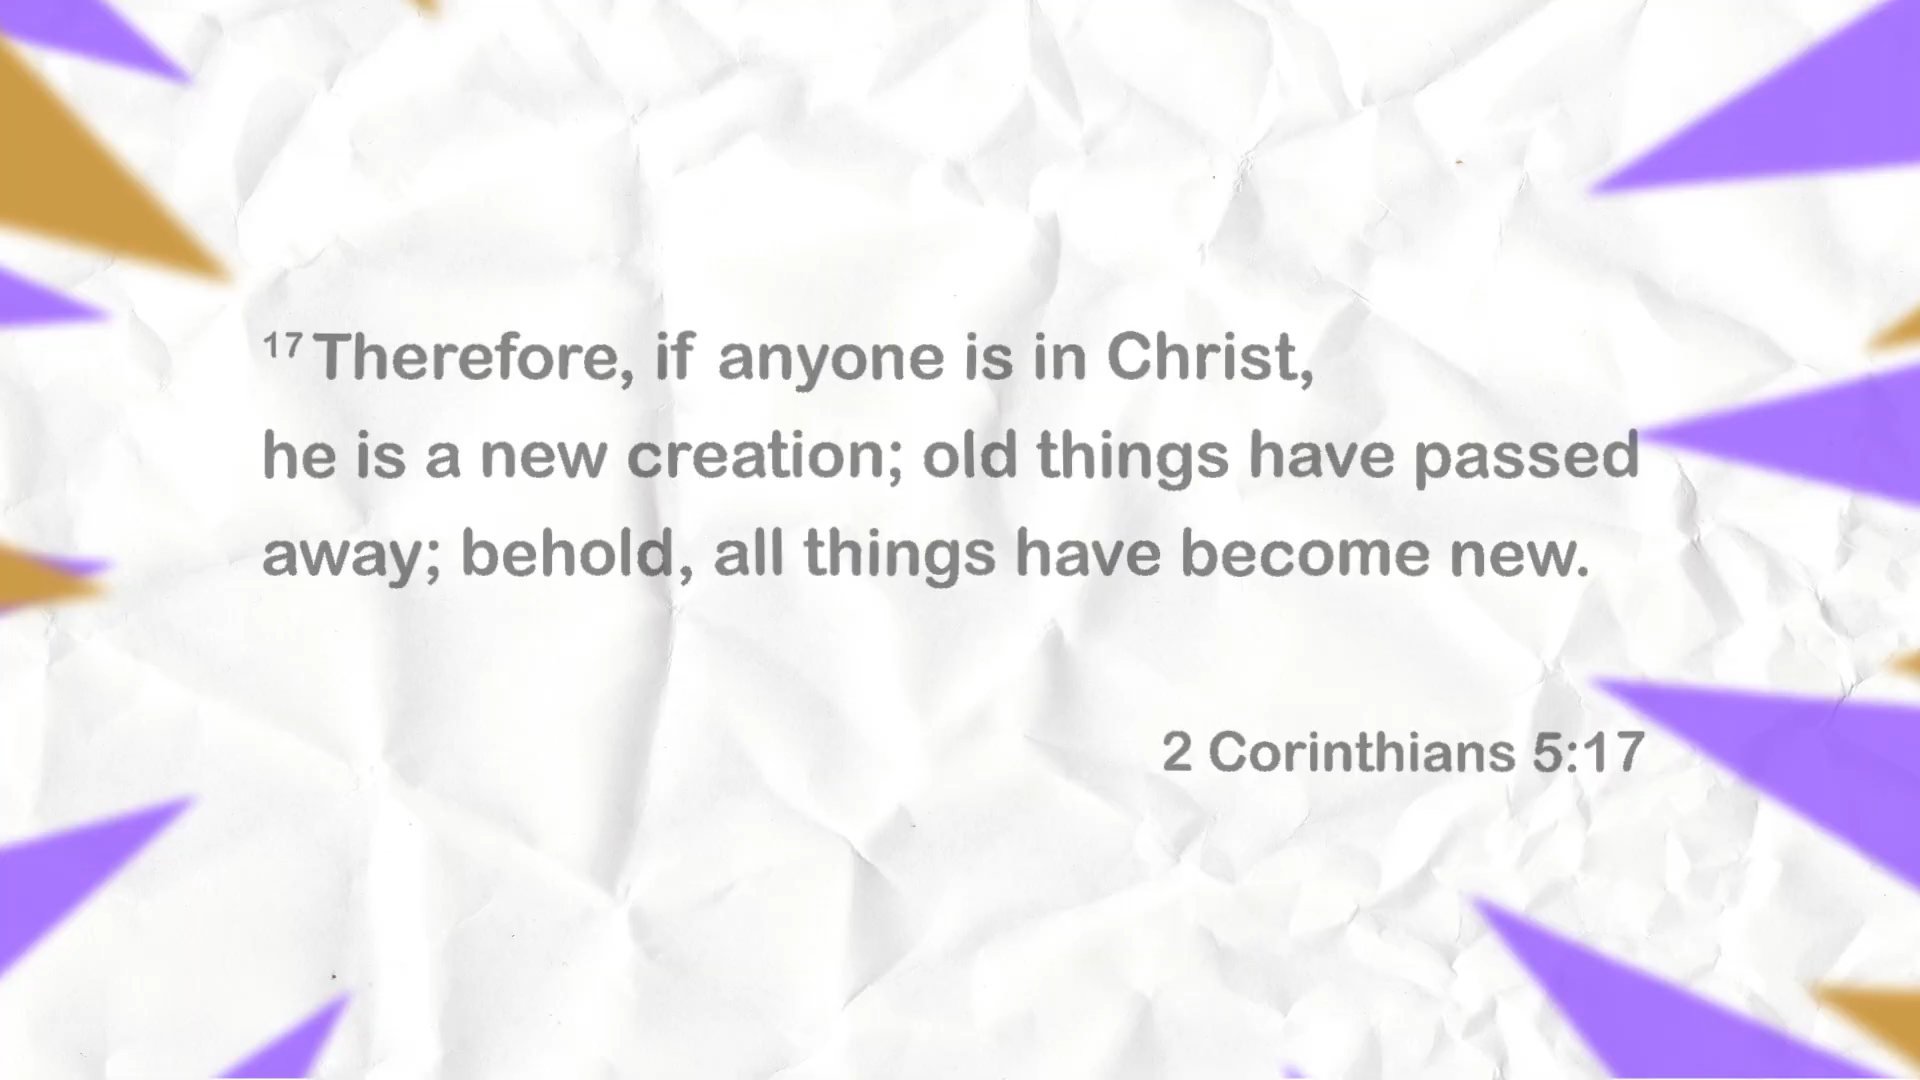 17 Therefore, if anyone is in Christ,
he is a new creation; old things have passed
away; behold, all things have become new.
2 Corinthians 5:17